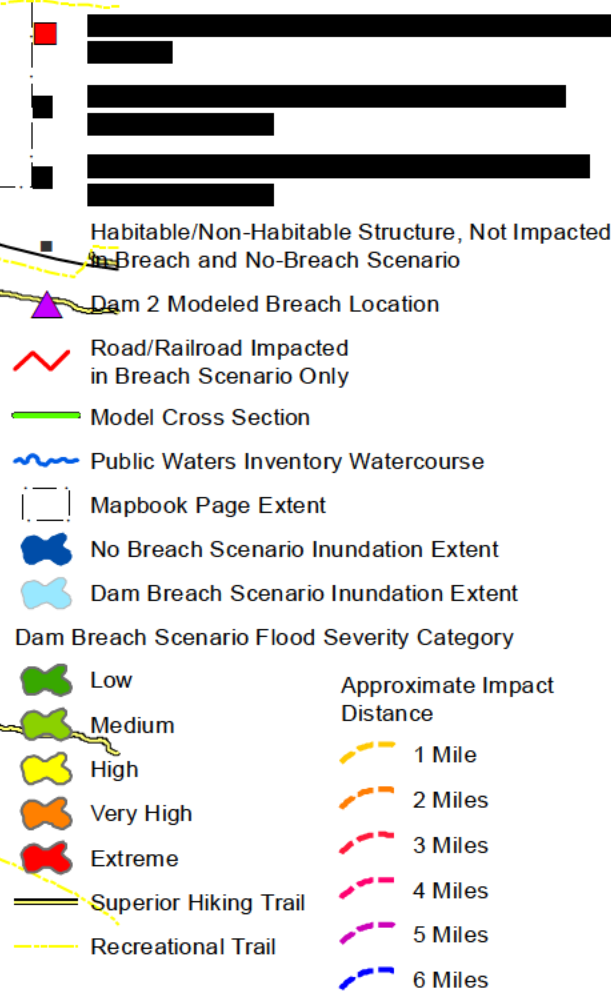 Habitable/Non-Habitable Structure, Not Impacted
in Breach and No-Breach Scenario
Dam 2 Modeled Breach Location
Road/Railroad Impacted
in Breach Scenario Only
Model Cross Section
Public Waters Inventory Watercourse
Mapbook Page Extent
No Breach Scenario Inundation Extent
Dam Breach Scenario Inundation Extent
Dam Breach Scenario Flood Severity Category
Low
Medium
High
Very High
Extreme
Superior Hiking Trail
Recreational Trail
Approximate Impact
Distance
1 Mile
2 Miles
3 Miles
4 Miles
5 Miles
6 Miles